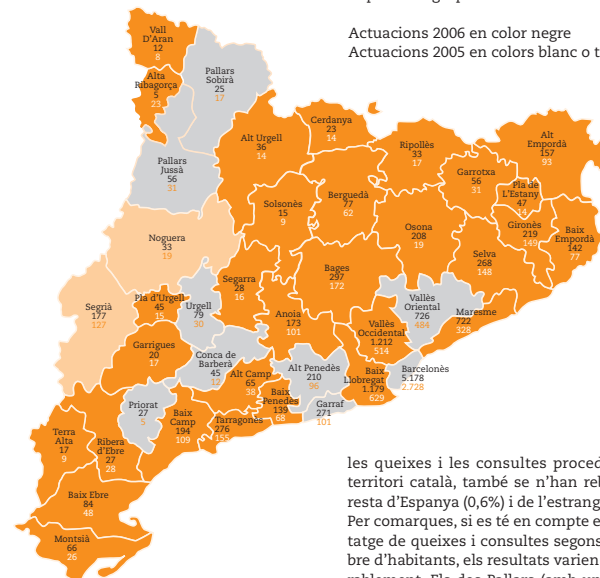 Actuacions 2006 en color negre
Actuacions 2005 en colors blanc o t
Vall
D'Aran
12
8
Alta
Ribagorça
5
23
Pallars
Sobirà
25
17
Pallars
Jussà
56
31
Alt Urgell
36
14
Cerdanya
23
14
Ripollès
33
17
Garrotxa
56
31
Alt
Empordà
157
93
Pla de
L'Estany
47
14
Gironès
219
149
Baix
Empordà
142
77
Solsonès
15
9
Berguedà
77
62
Osona
208
19
Selva
268
148
Noguera
33
19
Segarra
28
16
Bages
297
172
Segrià
177
127
Pla d'Urgell
45
15
Urgell
79
30
Anoia
173
101
Vallès
Oriental
726
484
Maresme
722
328
Vallès
Occidental
1.212
514
Garrigues
20
17
Conca de
Barberà
45
12
Alt Camp
65
38
Alt Penedès
210
96
Baix
Llobregat
1.179
629
Barcelonès
5.178
2.728
Baix
Penedès
139
68
Garraf
271
101
Priorat
27
5
Baix
Camp
194
109
Tarragonès
276
155
Terra
Alta
17
9
Ribera
d'Ebre
27
28
Baix Ebre
84
48
Montsià
66
26
les queixes i les consultes proced
territori català, també se n'han re
resta d'Espanya (0,6%) i de l'estrang
Per comarques, si es té en compte e
tatge de queixes i consultes segons
bre d'habitants, els resultats varien